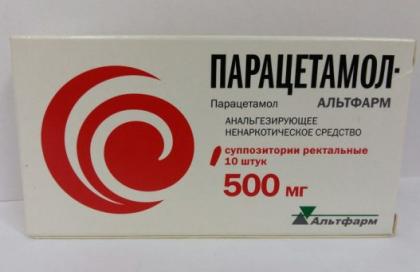 ПАРАЦЕТАМОЛ-
АЛЬТФАРМ
Парацетамол
АНАЛЬГЕЗИРУЮЩЕЕ
НЕНАРКОТИЧЕСКОЕ СРЕДСТВО
суппозитории ректальные
10 штук
500 мг
Альтфарм